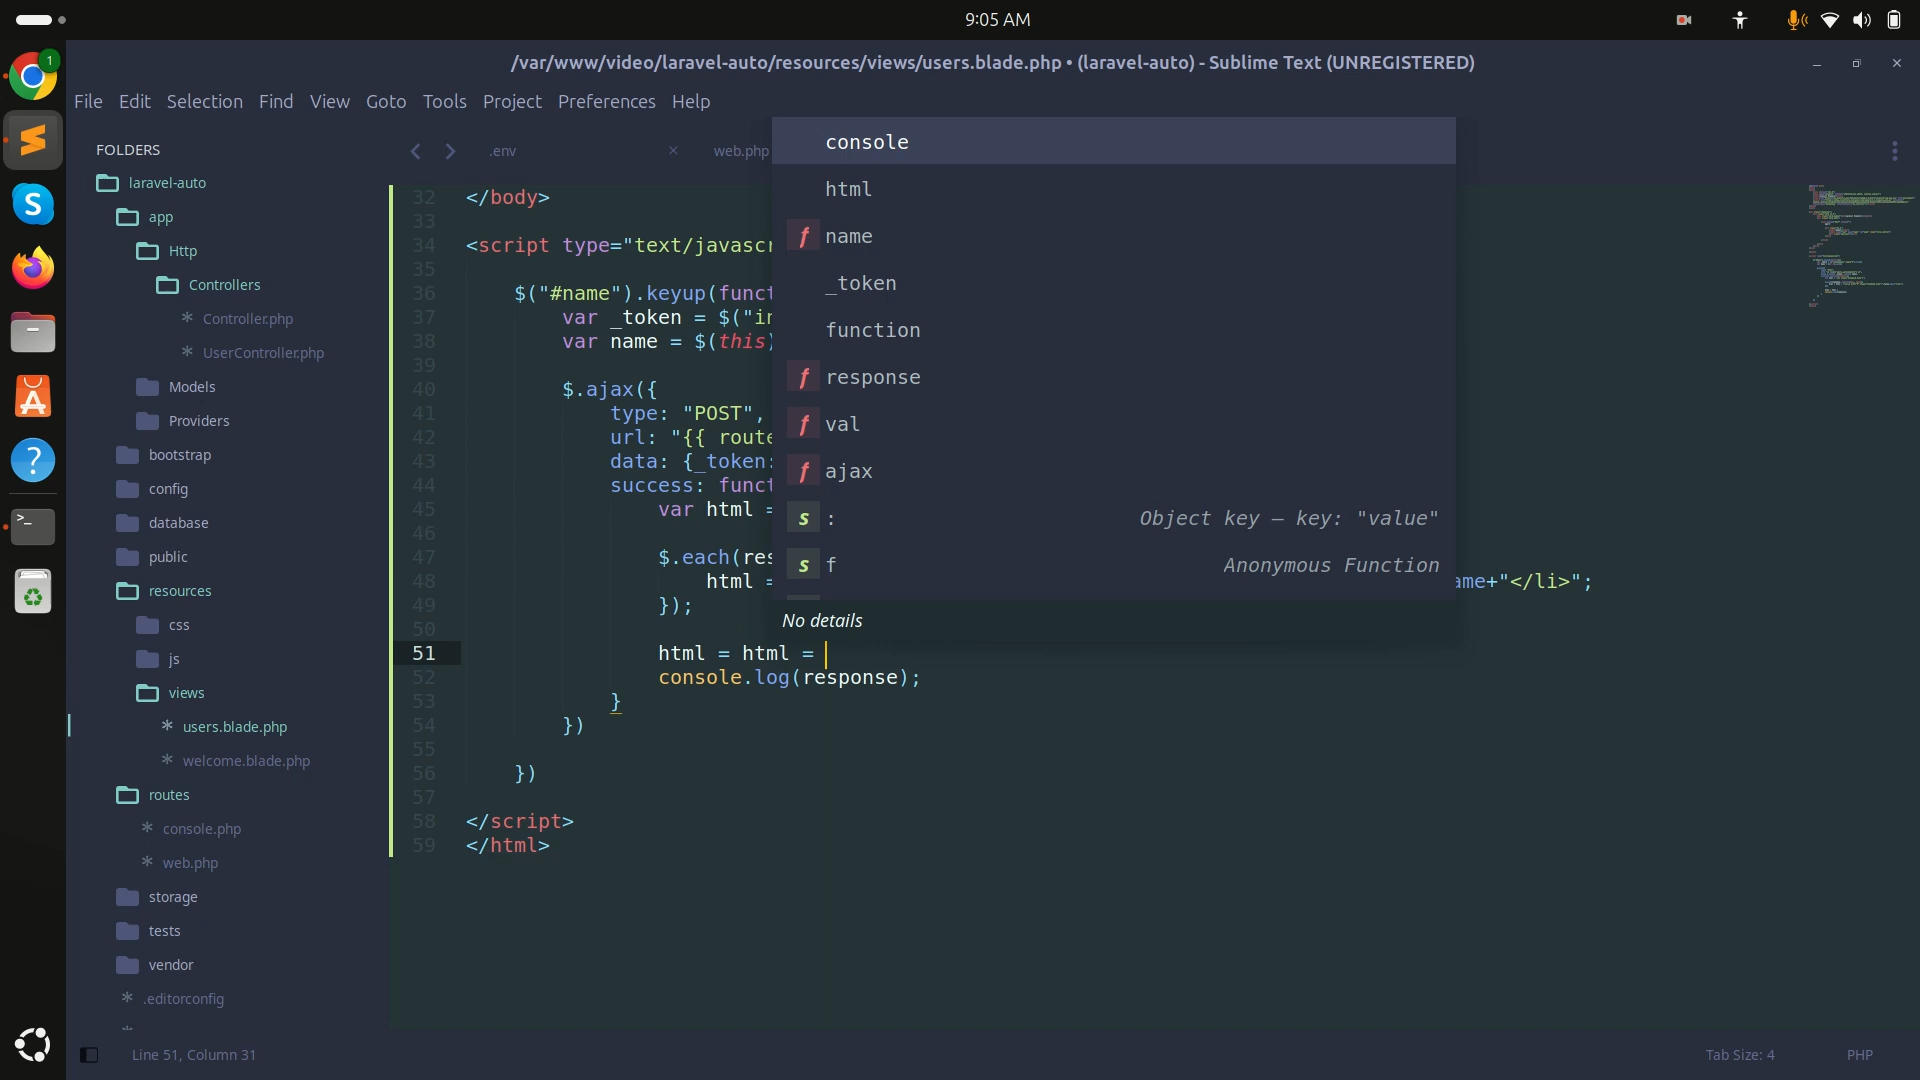 9:05 AM
1
/var/www/video/laravel-auto/resources/views/users.blade.php • (laravel-auto) - Sublime Text (UNREGISTERED)
File Edit Selection Find View Goto Tools Project Preferences Help
FOLDERS
laravel-auto
app
Http
Controllers
Controller.php
UserController.php
Models
Providers
bootstrap
config
database
public
resources
css
js
views
users.blade.php
welcome.blade.php
routes
console.php
web.php
storage
tests
vendor
.editorconfig
.env
web.php
32 </body>
33
34 <script type="text/javascr
35
36 $("#name").keyup(funct
37 var _token = $("in
38 var name = $(this)
39
40 $.ajax({
41 type: "POST",
42 url: "{{ route
43 data: {_token:
44 success: funct
45 var html =
46
47 $.each(res
48 html = ame+"</li>";
49 });
50
51 html = html =
52 console.log(response);
53 }
54 })
55
56 })
57
58 </script>
59 </html>
console
html
f name
_token
function
f response
f val
f ajax
s : Object key — key: "value"
s f Anonymous Function
No details
Line 51, Column 31
Tab Size: 4
PHP